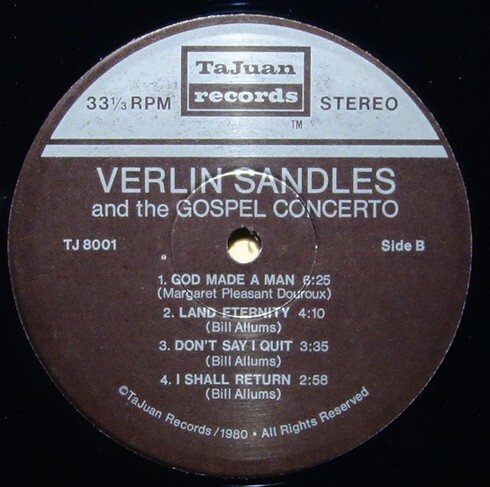 TaJuan
records
TM
33 1/3 RPM STEREO
VERLIN SANDLES
and the GOSPEL CONCERTO
TJ 8001 Side B
1. GOD MADE A MAN 6:25
(Margaret Pleasant Douroux)
2. LAND ETERNITY 4:10
(Bill Allums)
3. DON'T SAY I QUIT 3:35
(Bill Allums)
4. I SHALL RETURN 2:58
(Bill Allums)
©TaJuan Records/1980 • All Rights Reserved